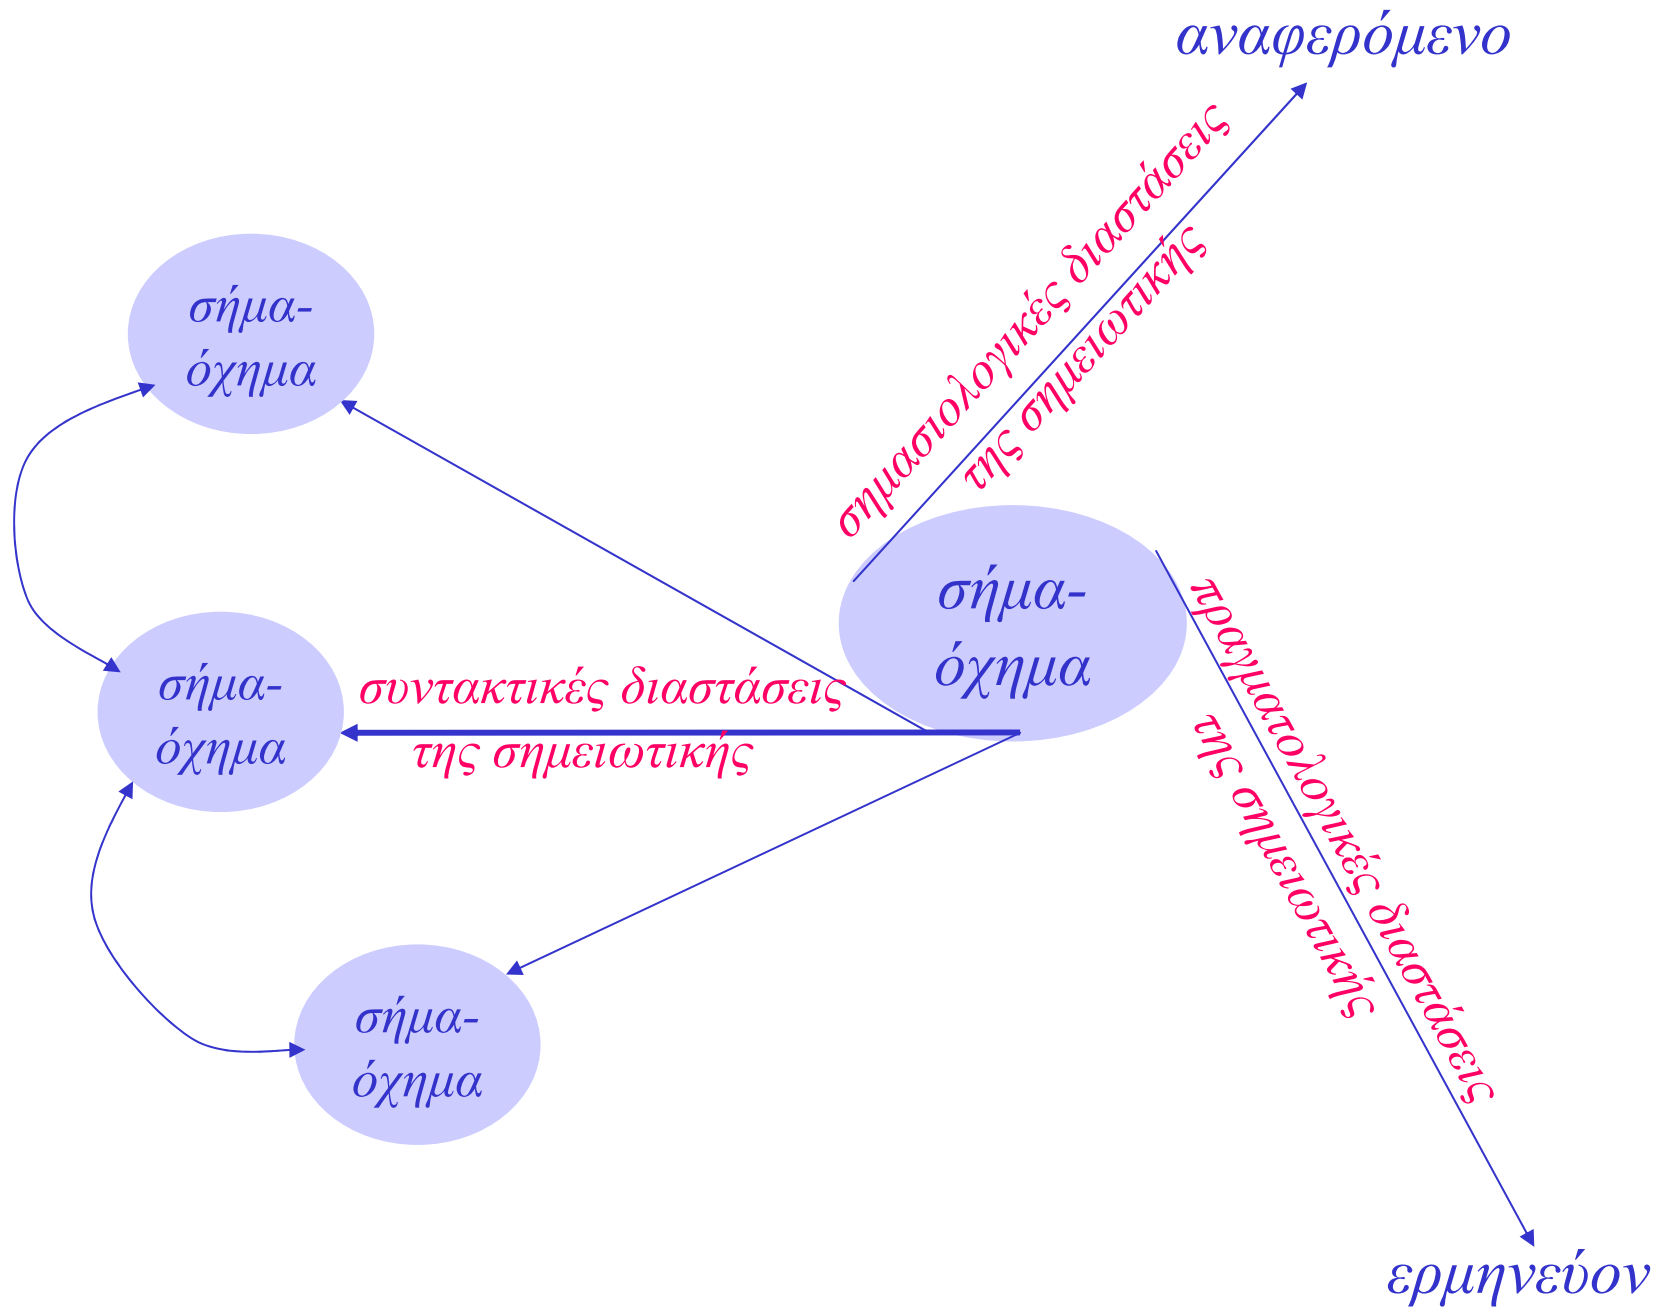 αναφερόμενο
σημασιολογικές διαστάσεις
της σημειωτικής
σήμα-
όχημα
σήμα-
όχημα
πραγματολογικές διαστάσεις
της σημειωτικής
σήμα-
όχημα
συντακτικές διαστάσεις
της σημειωτικής
σήμα-
όχημα
ερμηνεύον